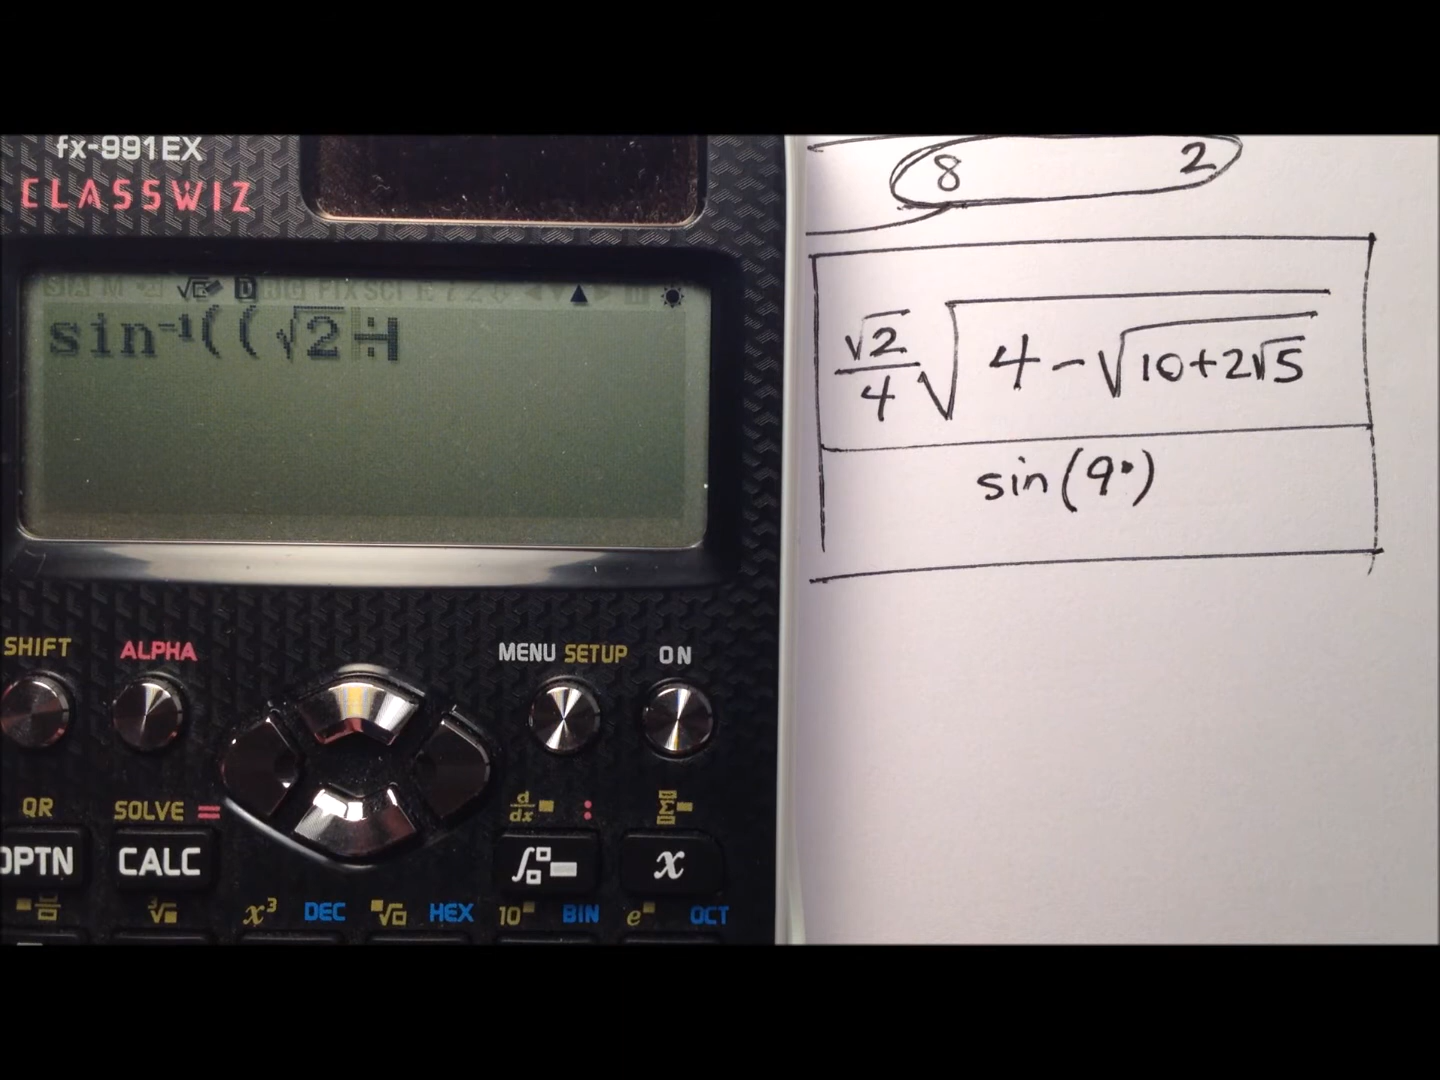 fx-991EX
CLASSWIZ
sin⁻¹((√2÷
SHIFT ALPHA MENU SETUP ON
QR SOLVE = d/dx :  Σ
OPTN CALC ∫ x
x³ DEC √ HEX 10 BIN e OCT
8 2
√2/4 √(4-√(10+2√5))
sin(9°)